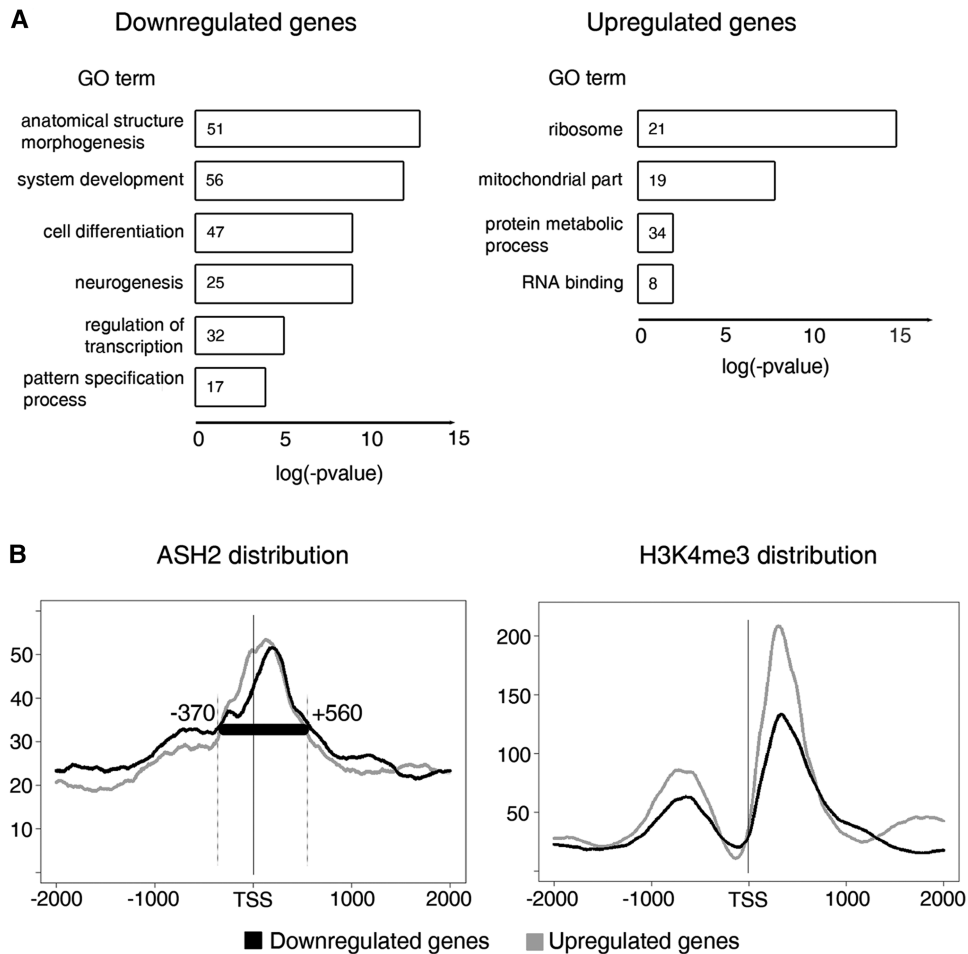 A
Downregulated genes
GO term
anatomical structure
morphogenesis
51
system development
56
cell differentiation
47
neurogenesis
25
regulation of
transcription
32
pattern specification
process
17
0 5 10 15
log(-pvalue)
Upregulated genes
GO term
ribosome
21
mitochondrial part
19
protein metabolic
process
34
RNA binding
8
0 5 10 15
log(-pvalue)
B
ASH2 distribution
50
40
30
20
10
-370
+560
-2000 -1000 TSS 1000 2000
H3K4me3 distribution
200
150
100
50
-2000 -1000 TSS 1000 2000
Downregulated genes
Upregulated genes